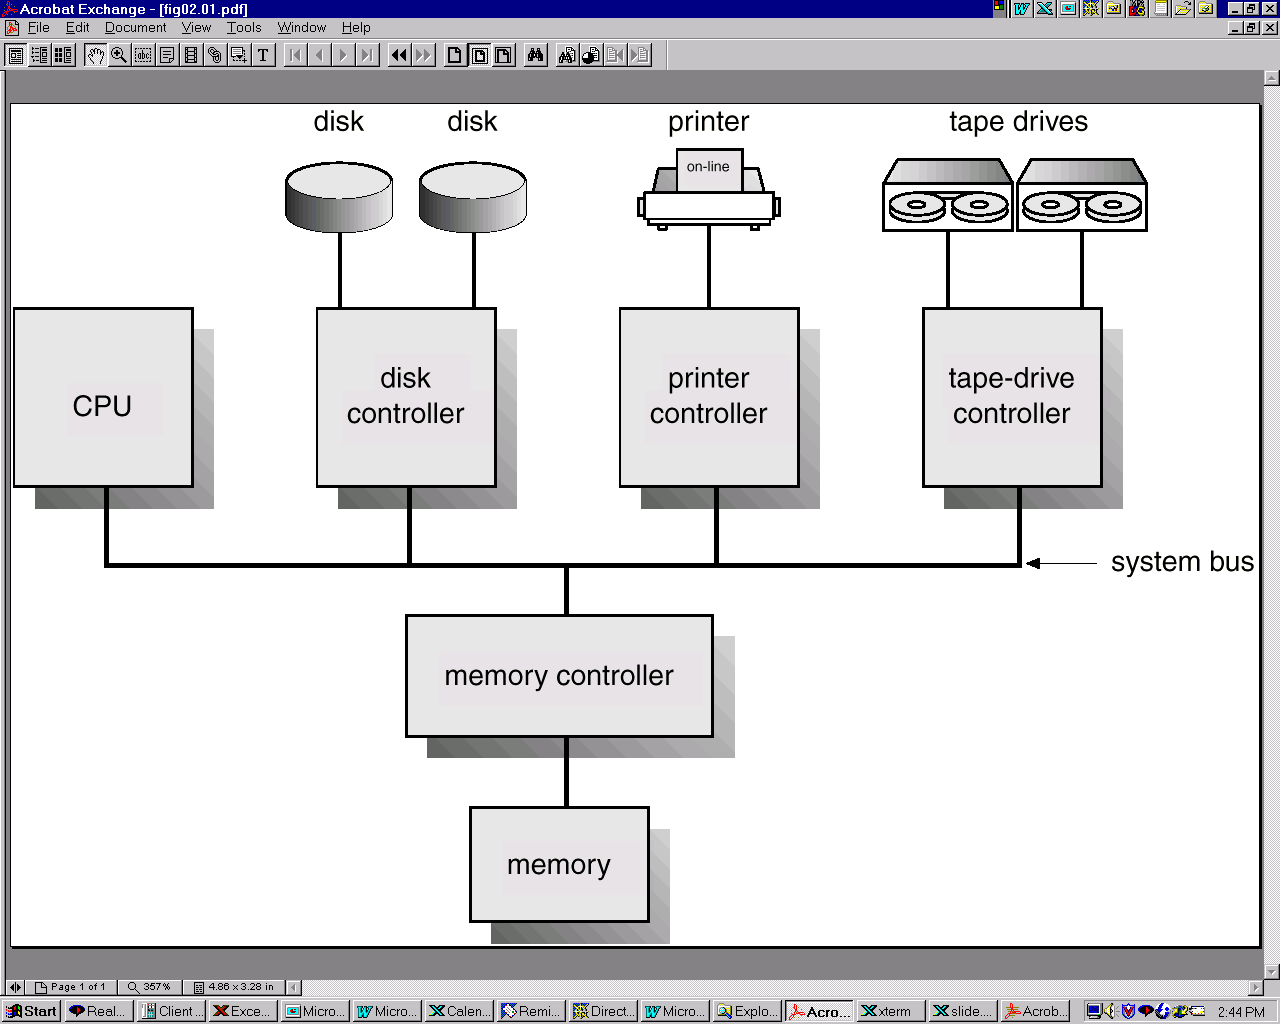 Acrobat Exchange - [fig02.01.pdf]
File Edit Document View Tools Window Help
disk disk printer tape drives
on-line
CPU
disk
controller
printer
controller
tape-drive
controller
system bus
memory controller
memory
Page 1 of 1 357% 4.86 x 3.28 in
Start Real... Client ... Exce... Micro... Micro... Calen... Remi... Direct... Micro... Explo... Acro... xterm slide... Acrob... 2:44 PM